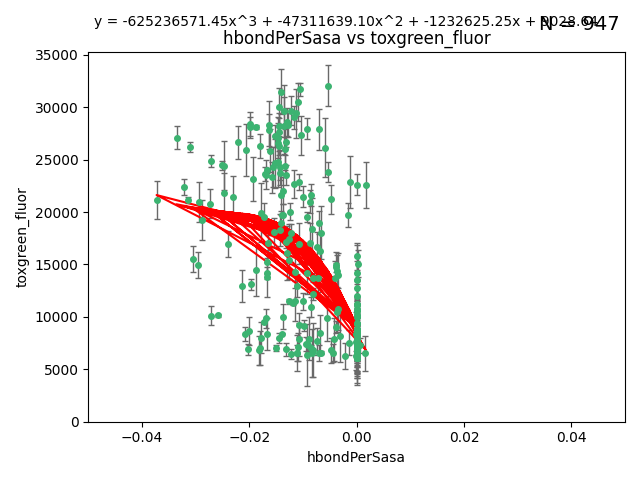 y = -625236571.45x^3 + -47311639.10x^2 + -1232625.25x +
N = 947
hbondPerSasa vs toxgreen_fluor
35000
30000
25000
20000
15000
10000
5000
0
toxgreen_fluor
-0.04 -0.02 0.00 0.02 0.04
hbondPerSasa